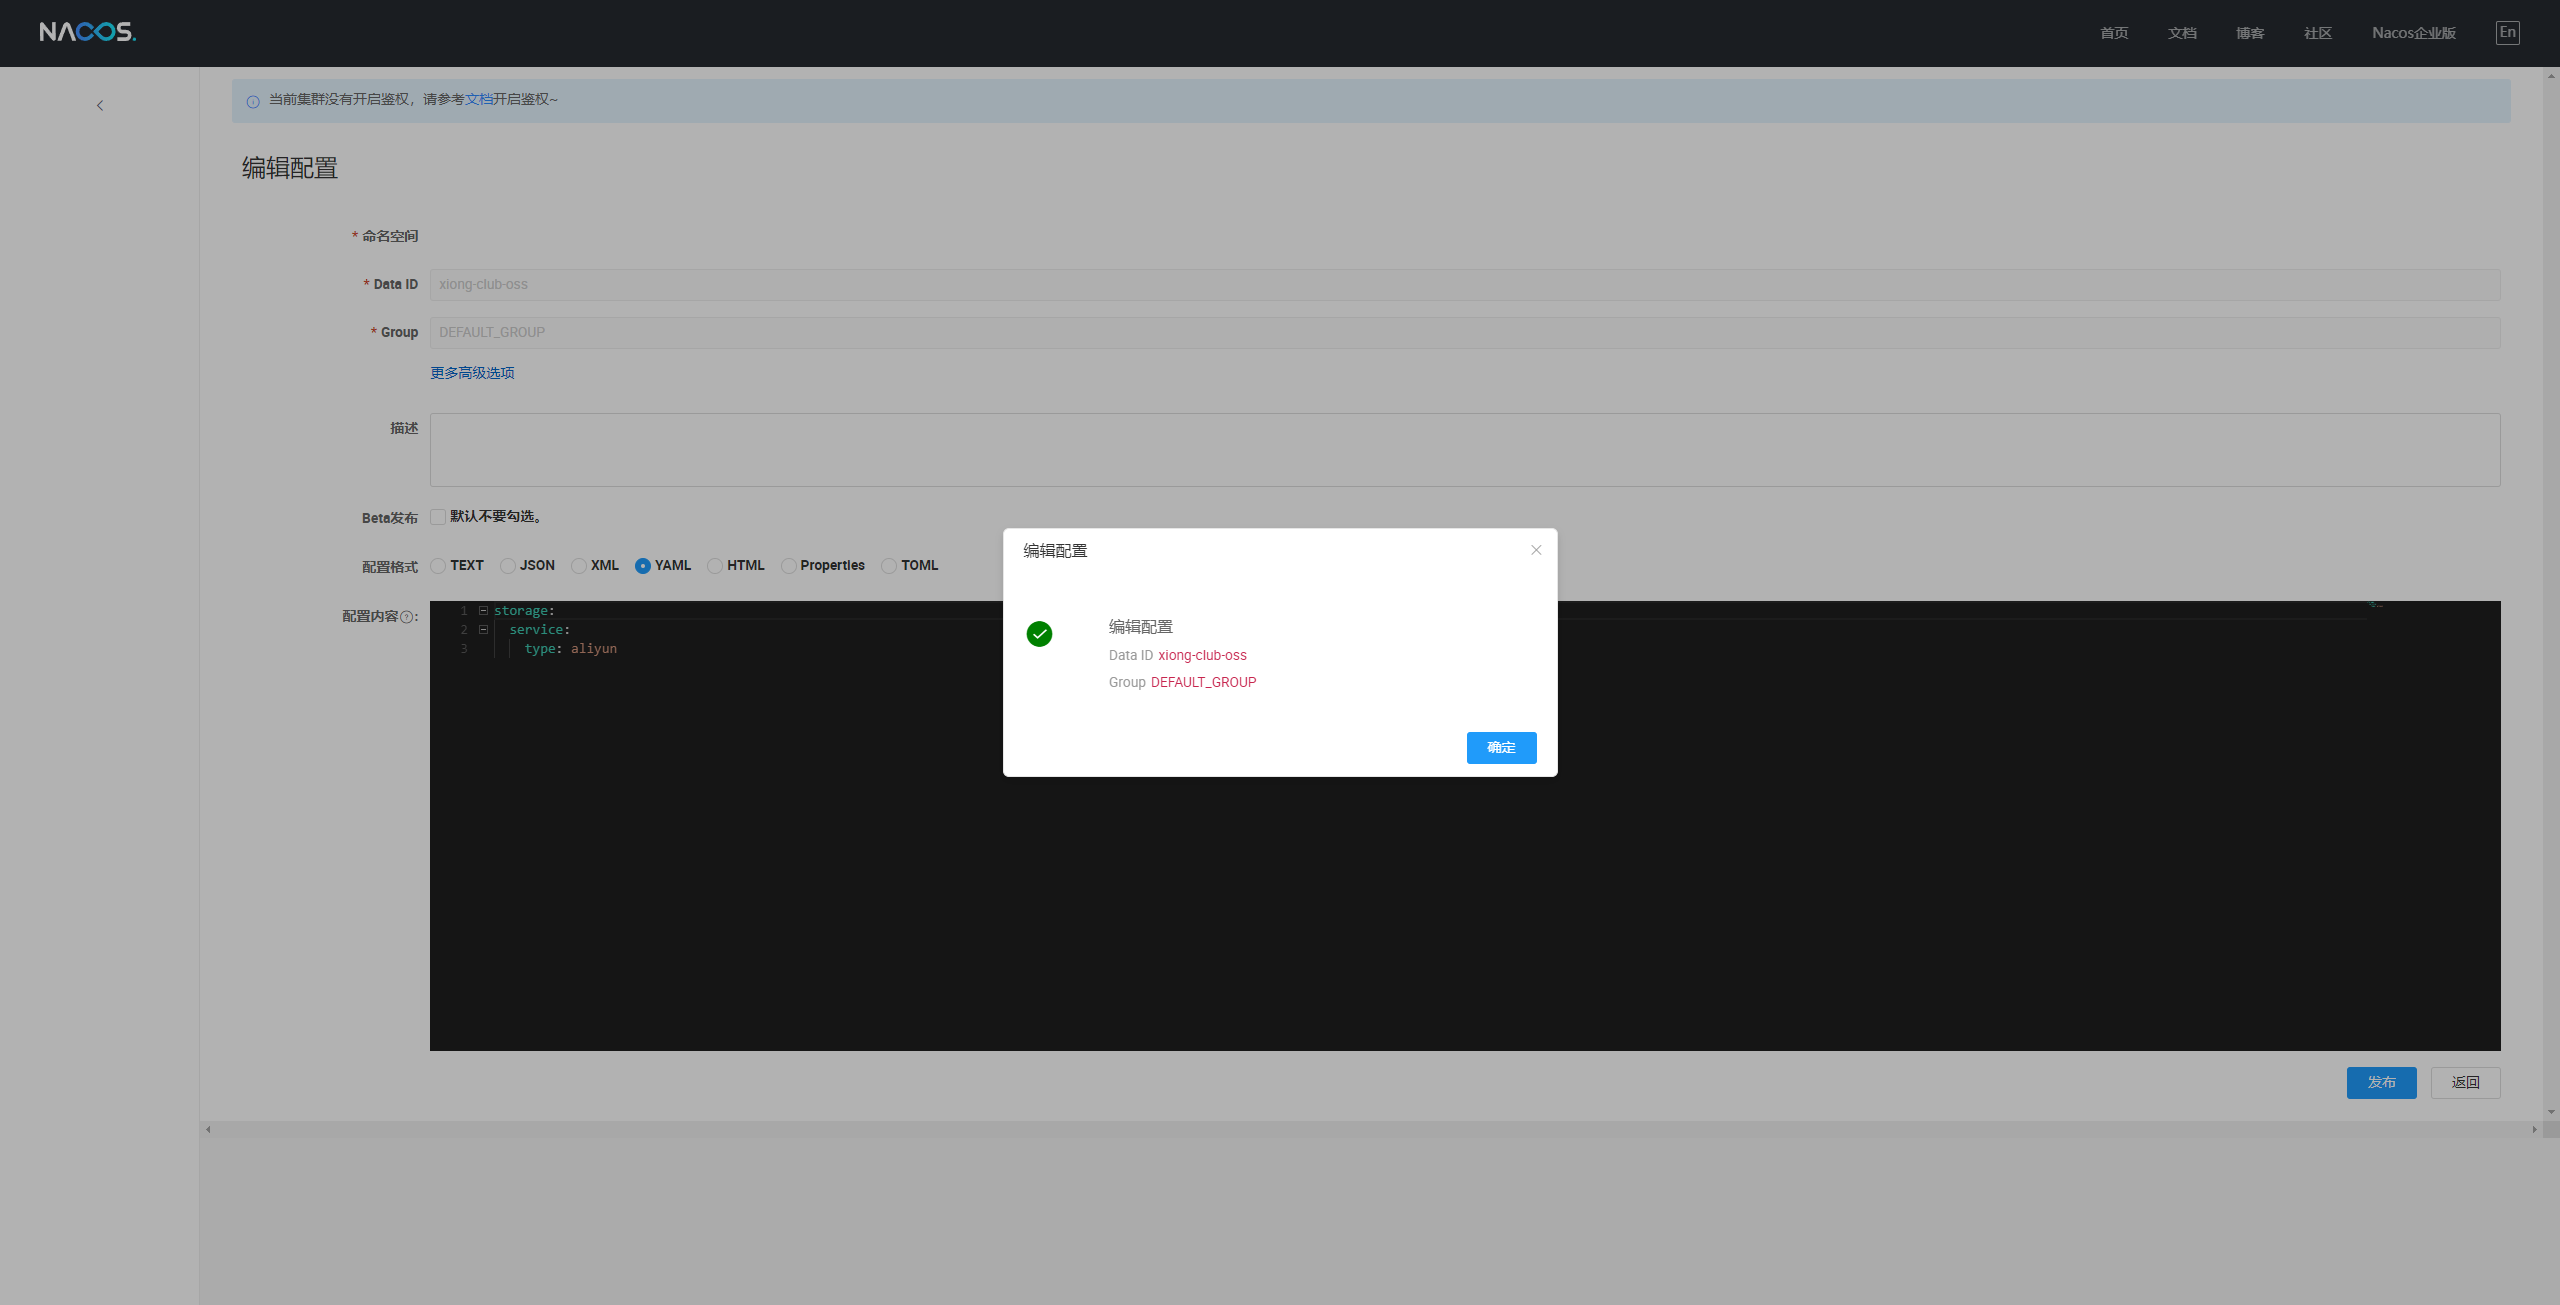 NACOS.
首页 文档 博客 社区 Nacos企业版 En
当前集群没有开启鉴权，请参考文档开启鉴权~
编辑配置
* 命名空间
* Data ID xiong-club-oss
* Group DEFAULT_GROUP
更多高级选项
描述
Beta发布 默认不要勾选。
配置格式 TEXT JSON XML YAML HTML Properties TOML
配置内容?:
1 storage:
2 service:
3 type: aliyun
编辑配置
编辑配置
Data ID xiong-club-oss
Group DEFAULT_GROUP
确定
发布 返回